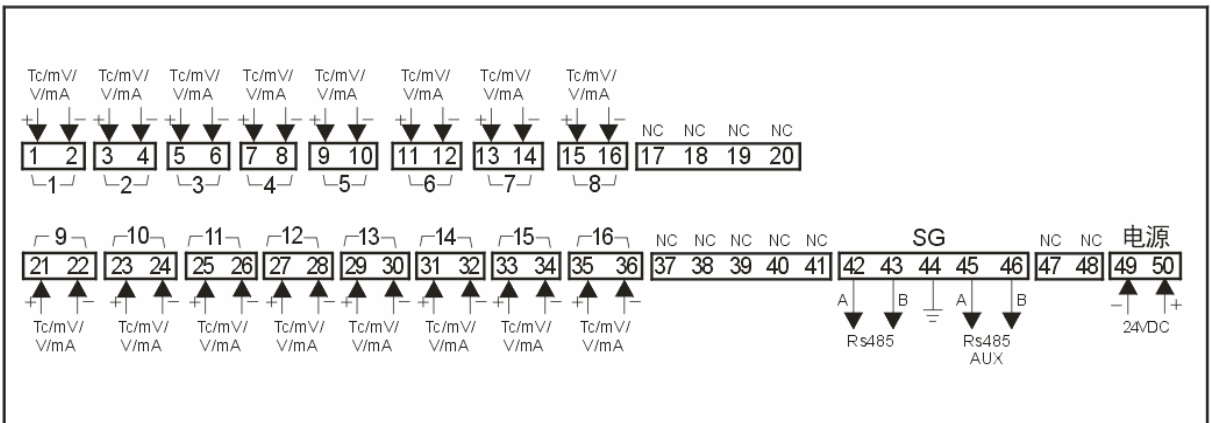 Tc/mV/ Tc/mV/ Tc/mV/ Tc/mV/ Tc/mV/ Tc/mV/ Tc/mV/ Tc/mV/
V/mA V/mA V/mA V/mA V/mA V/mA V/mA V/mA
+ − + − + − + − + − + − + − + −
NC NC NC NC
1 2 3 4 5 6 7 8 9 10 11 12 13 14 15 16 17 18 19 20
1 2 3 4 5 6 7 8
9 10 11 12 13 14 15 16 NC NC NC NC NC SG NC NC 电源
21 22 23 24 25 26 27 28 29 30 31 32 33 34 35 36 37 38 39 40 41 42 43 44 45 46 47 48 49 50
+ − + − + − + − + − + − + − + − A B A B − +
Tc/mV/ Tc/mV/ Tc/mV/ Tc/mV/ Tc/mV/ Tc/mV/ Tc/mV/ Tc/mV/ 24VDC
V/mA V/mA V/mA V/mA V/mA V/mA V/mA V/mA Rs485 Rs485
AUX